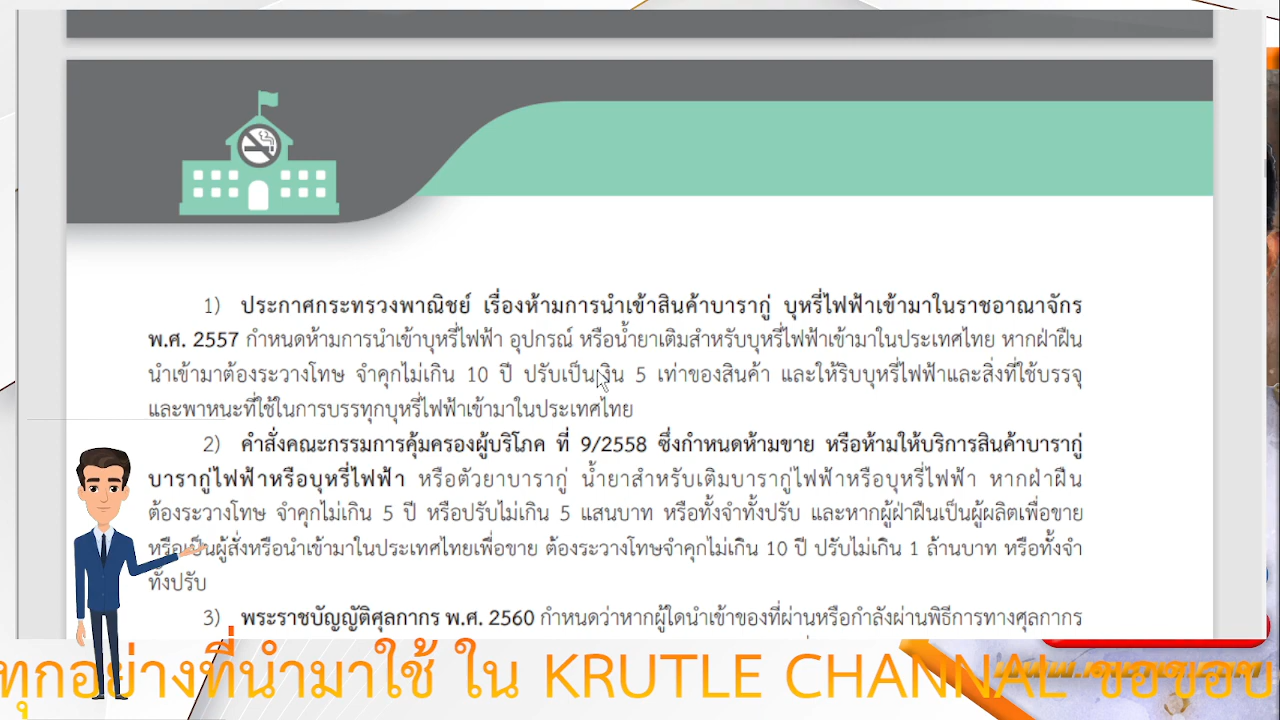 1) ประกาศกระทรวงพาณิชย์ เรื่องห้ามการนำเข้าสินค้าบารากู่ บุหรี่ไฟฟ้าเข้ามาในราชอาณาจักร
พ.ศ. 2557 กำหนดห้ามการนำเข้าบุหรี่ไฟฟ้า อุปกรณ์ หรือน้ำยาเติมสำหรับบุหรี่ไฟฟ้าเข้ามาในประเทศไทย หากฝ่าฝืน
นำเข้ามาต้องระวางโทษ จำคุกไม่เกิน 10 ปี ปรับเป็นเงิน 5 เท่าของสินค้า และให้ริบบุหรี่ไฟฟ้าและสิ่งที่ใช้บรรจุ
และพาหนะที่ใช้ในการบรรทุกบุหรี่ไฟฟ้าเข้ามาในประเทศไทย
2) คำสั่งคณะกรรมการคุ้มครองผู้บริโภค ที่ 9/2558 ซึ่งกำหนดห้ามขาย หรือห้ามให้บริการสินค้าบารากู่
บารากู่ไฟฟ้าหรือบุหรี่ไฟฟ้า หรือตัวยาบารากู่ น้ำยาสำหรับเติมบารากู่ไฟฟ้าหรือบุหรี่ไฟฟ้า หากฝ่าฝืน
ต้องระวางโทษ จำคุกไม่เกิน 5 ปี หรือปรับไม่เกิน 5 แสนบาท หรือทั้งจำทั้งปรับ และหากผู้ฝ่าฝืนเป็นผู้ผลิตเพื่อขาย
หรือเป็นผู้สั่งหรือนำเข้ามาในประเทศไทยเพื่อขาย ต้องระวางโทษจำคุกไม่เกิน 10 ปี ปรับไม่เกิน 1 ล้านบาท หรือทั้งจำ
ทั้งปรับ
3) พระราชบัญญัติศุลกากร พ.ศ. 2560 กำหนดว่าหากผู้ใดนำเข้าของที่ผ่านหรือกำลังผ่านพิธีการทางศุลกากร
ทุกอย่างที่นำมาใช้ ใน KRUTLE CHANNAL ขอขอบ